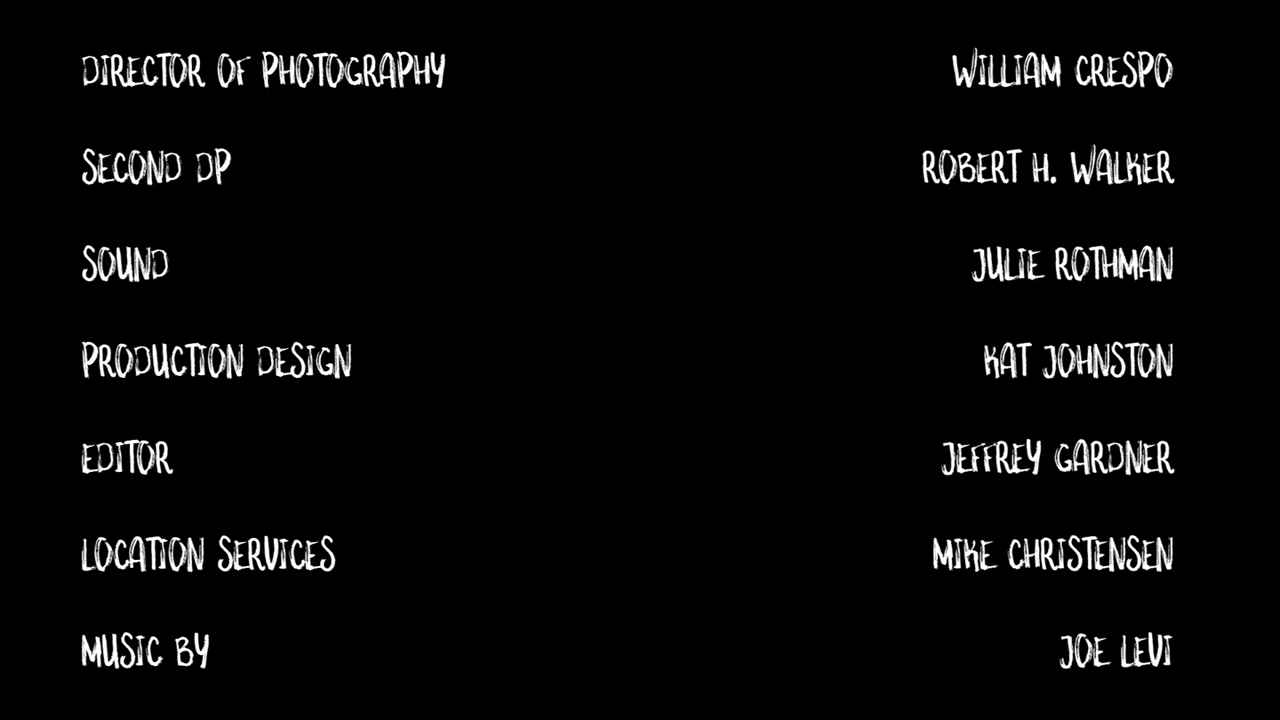 DIRECTOR OF PHOTOGRAPHY WILLIAM CRESPO
SECOND DP ROBERT H. WALKER
SOUND JULIE ROTHMAN
PRODUCTION DESIGN KAT JOHNSTON
EDITOR JEFFREY GARDNER
LOCATION SERVICES MIKE CHRISTENSEN
MUSIC BY JOE LEVI